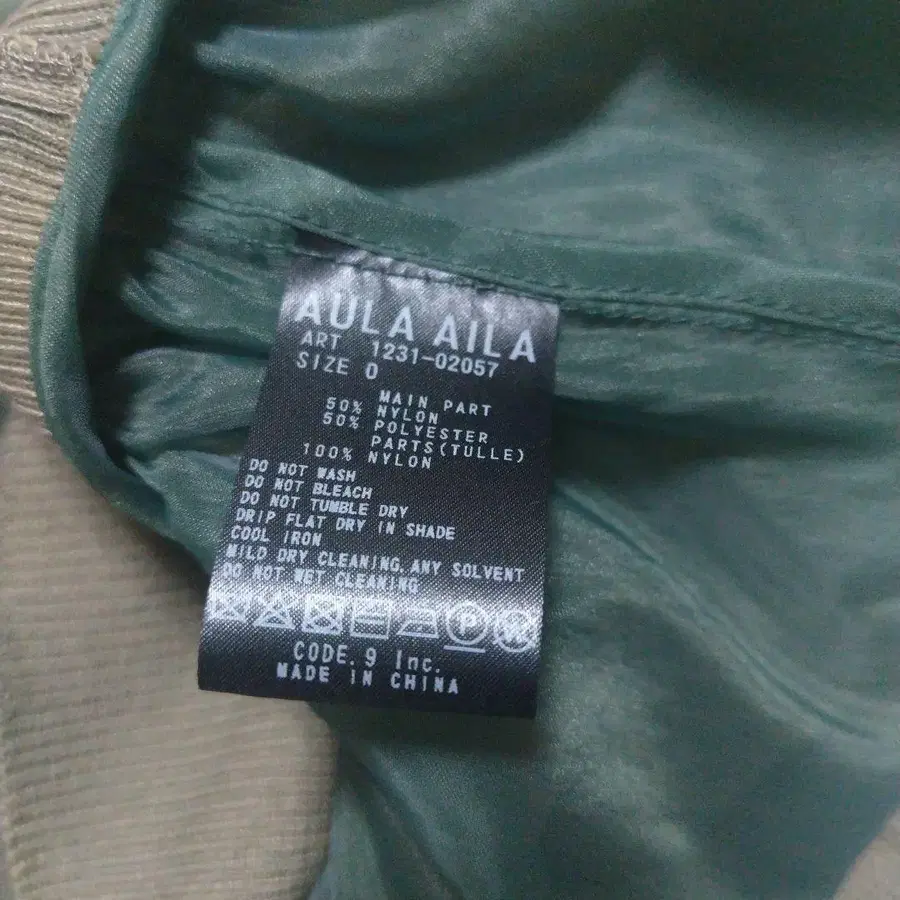 AULA AILA
ART 1231-02057
SIZE 0
MAIN PART
50% NYLON
50% POLYESTER
PARTS(TULLE)
100% NYLON
DO NOT WASH
DO NOT BLEACH
DO NOT TUMBLE DRY
DRIP FLAT DRY IN SHADE
COOL IRON
MILD DRY CLEANING, ANY SOLVENT
DO NOT WET CLEANING
P W
CODE.9 Inc.
MADE IN CHINA